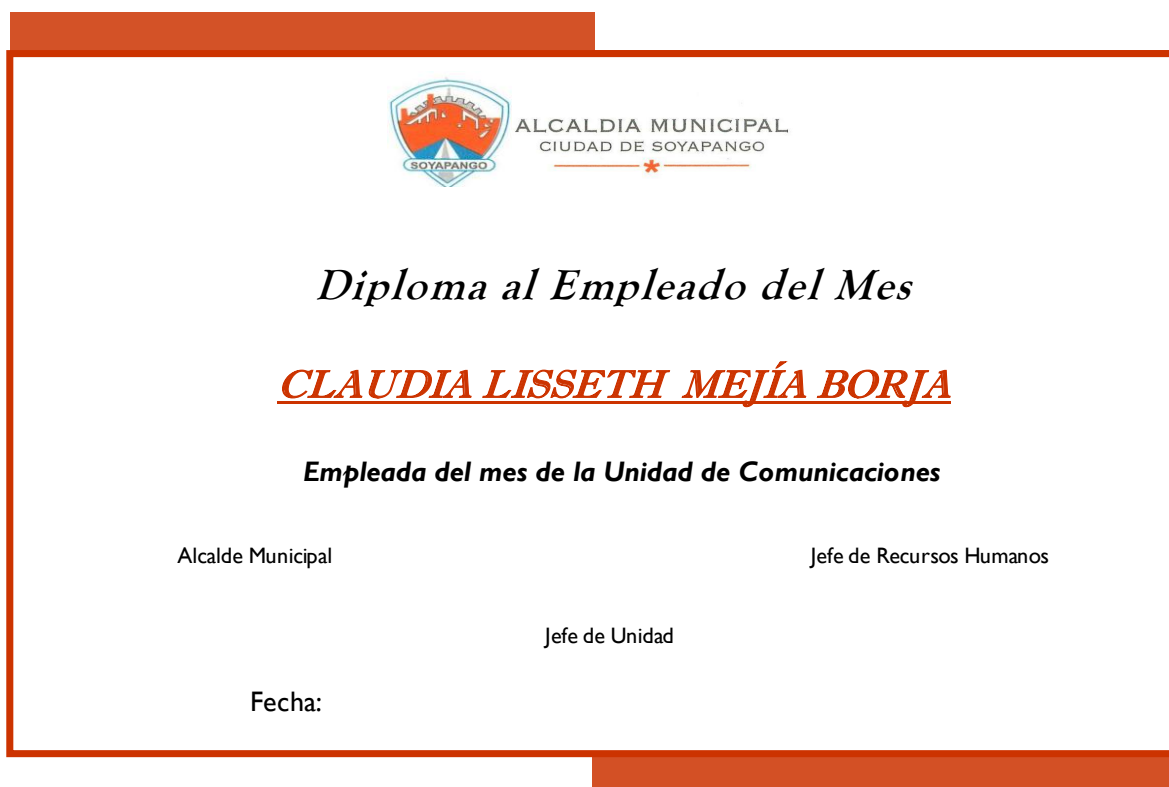 ALCALDIA MUNICIPAL
CIUDAD DE SOYAPANGO
SOYAPANGO
Diploma al Empleado del Mes
CLAUDIA LISSETH MEJÍA BORJA
Empleada del mes de la Unidad de Comunicaciones
Alcalde Municipal
Jefe de Recursos Humanos
Jefe de Unidad
Fecha: